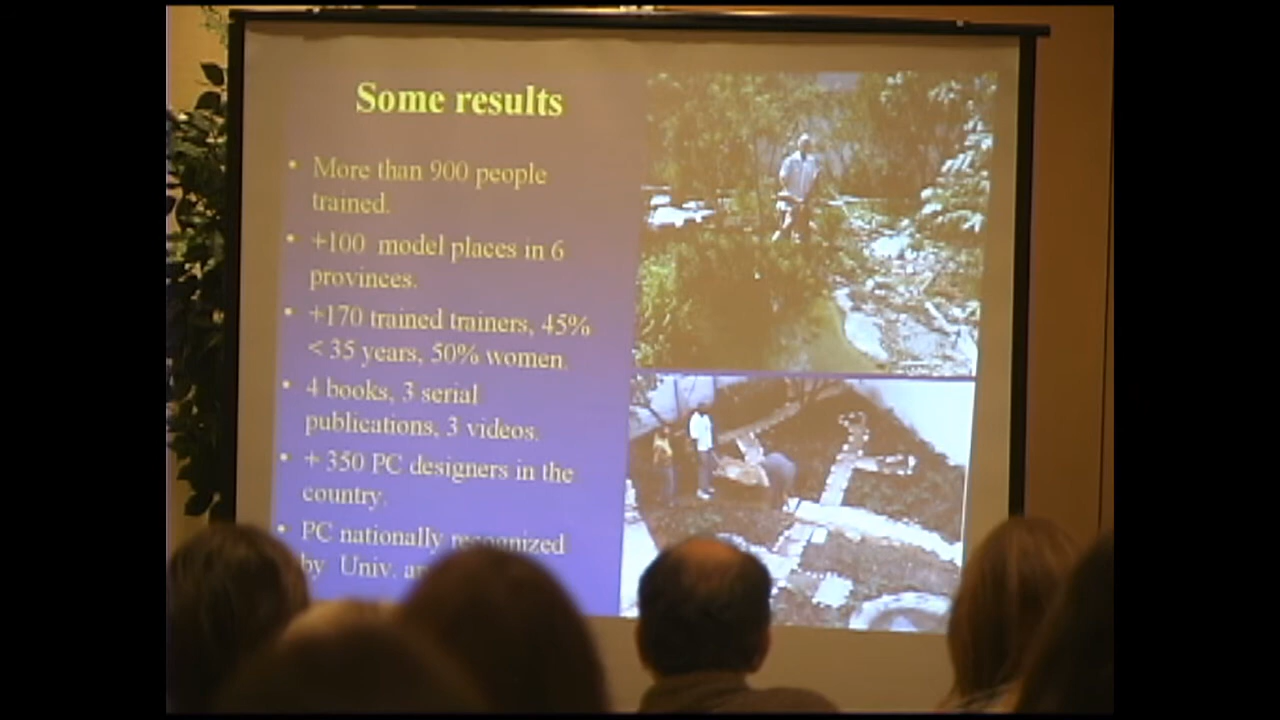 Some results
• More than 900 people
trained.
• +100 model places in 6
provinces.
• +170 trained trainers, 45%
< 35 years, 50% women.
• 4 books, 3 serial
publications, 3 videos.
• + 350 PC designers in the
country.
• PC nationally recognized
by Univ.